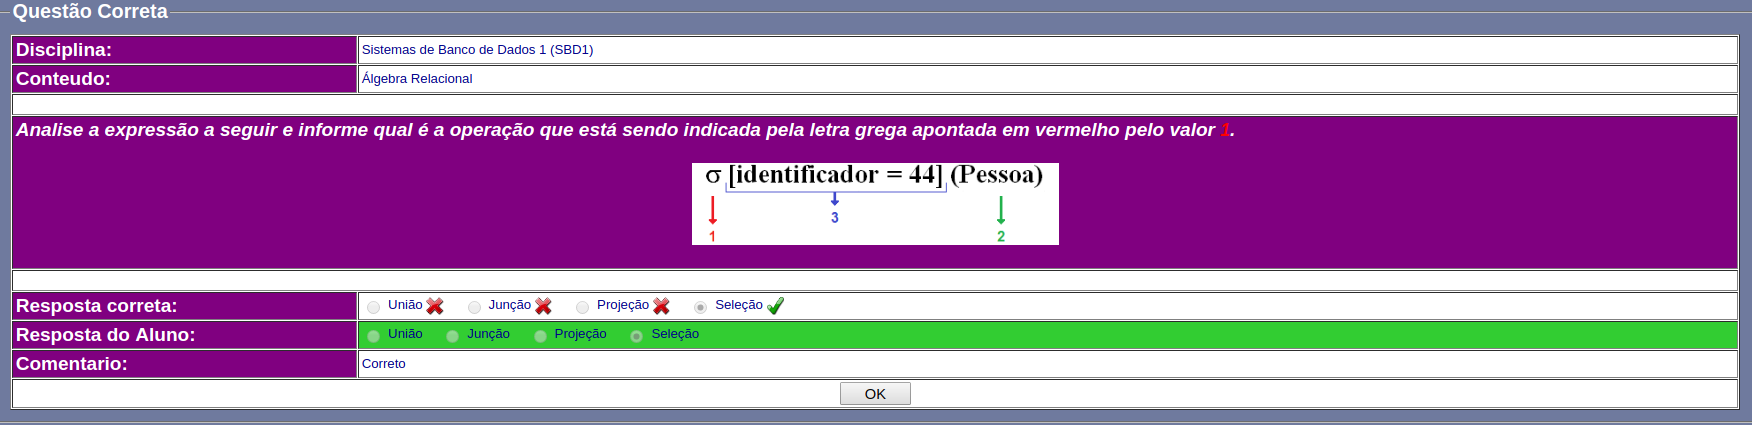 Questão Correta
Disciplina: Sistemas de Banco de Dados 1 (SBD1)
Conteudo: Álgebra Relacional
Analise a expressão a seguir e informe qual é a operação que está sendo indicada pela letra grega apontada em vermelho pelo valor 1.
σ [identificador = 44] (Pessoa)
3
1 2
Resposta correta: União Junção Projeção Seleção
Resposta do Aluno: União Junção Projeção Seleção
Comentario: Correto
OK